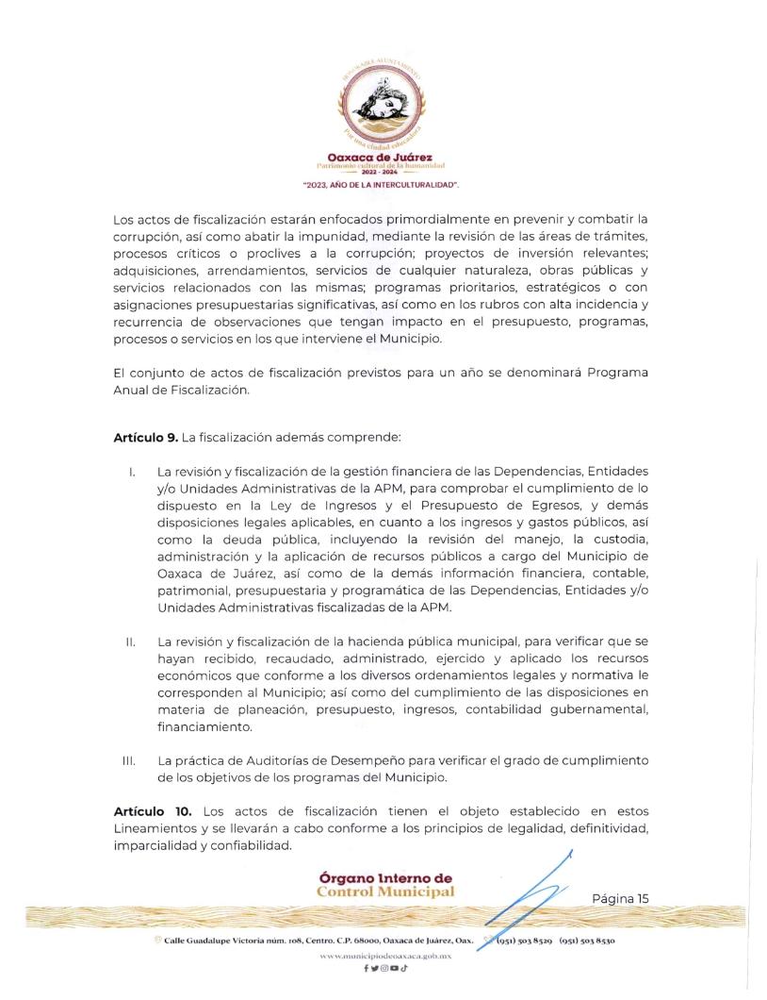 HONORABLE AYUNTAMIENTO
Por una ciudad educadora
Oaxaca de Juárez
Patrimonio cultural de la humanidad
2022 - 2024
"2023, AÑO DE LA INTERCULTURALIDAD".
Los actos de fiscalización estarán enfocados primordialmente en prevenir y combatir la
corrupción, así como abatir la impunidad, mediante la revisión de las áreas de trámites,
procesos críticos o proclives a la corrupción; proyectos de inversión relevantes;
adquisiciones, arrendamientos, servicios de cualquier naturaleza, obras públicas y
servicios relacionados con las mismas; programas prioritarios, estratégicos o con
asignaciones presupuestarias significativas, así como en los rubros con alta incidencia y
recurrencia de observaciones que tengan impacto en el presupuesto, programas,
procesos o servicios en los que interviene el Municipio.
El conjunto de actos de fiscalización previstos para un año se denominará Programa
Anual de Fiscalización.
Artículo 9. La fiscalización además comprende:
I. La revisión y fiscalización de la gestión financiera de las Dependencias, Entidades
y/o Unidades Administrativas de la APM, para comprobar el cumplimiento de lo
dispuesto en la Ley de Ingresos y el Presupuesto de Egresos, y demás
disposiciones legales aplicables, en cuanto a los ingresos y gastos públicos, así
como la deuda pública, incluyendo la revisión del manejo, la custodia,
administración y la aplicación de recursos públicos a cargo del Municipio de
Oaxaca de Juárez, así como de la demás información financiera, contable,
patrimonial, presupuestaria y programática de las Dependencias, Entidades y/o
Unidades Administrativas fiscalizadas de la APM.
II. La revisión y fiscalización de la hacienda pública municipal, para verificar que se
hayan recibido, recaudado, administrado, ejercido y aplicado los recursos
económicos que conforme a los diversos ordenamientos legales y normativa le
corresponden al Municipio; así como del cumplimiento de las disposiciones en
materia de planeación, presupuesto, ingresos, contabilidad gubernamental,
financiamiento.
III. La práctica de Auditorías de Desempeño para verificar el grado de cumplimiento
de los objetivos de los programas del Municipio.
Artículo 10. Los actos de fiscalización tienen el objeto establecido en estos
Lineamientos y se llevarán a cabo conforme a los principios de legalidad, definitividad,
imparcialidad y confiabilidad.
Órgano Interno de
Control Municipal
Página 15
Calle Guadalupe Victoria núm. 108, Centro. C.P. 68000, Oaxaca de Juárez, Oax. (951) 503 8529 (951) 503 8530
www.municipiodeoaxaca.gob.mx